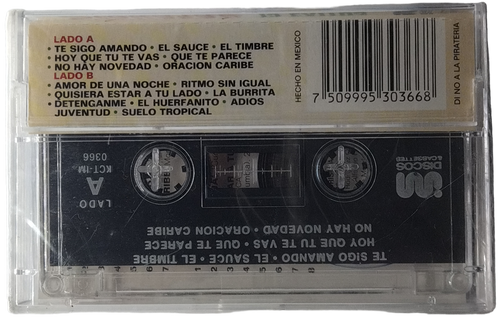 LADO A
• TE SIGO AMANDO • EL SAUCE • EL TIMBRE
• HOY QUE TU TE VAS • QUE TE PARECE
• NO HAY NOVEDAD • ORACION CARIBE
LADO B
• AMOR DE UNA NOCHE • RITMO SIN IGUAL
• QUISIERA ESTAR A TU LADO • LA BURRITA
• DETENGANME • EL HUERFANITO • ADIOS
JUVENTUD • SUELO TROPICAL
HECHO EN MEXICO
7 509995 303668
DI NO A LA PIRATERIA
DISCOS
& CASSETTES
KCT-IM
0366
LADO
A
TE SIGO AMANDO • EL SAUCE • EL TIMBRE
HOY QUE TU TE VAS • QUE TE PARECE
NO HAY NOVEDAD • ORACION CARIBE